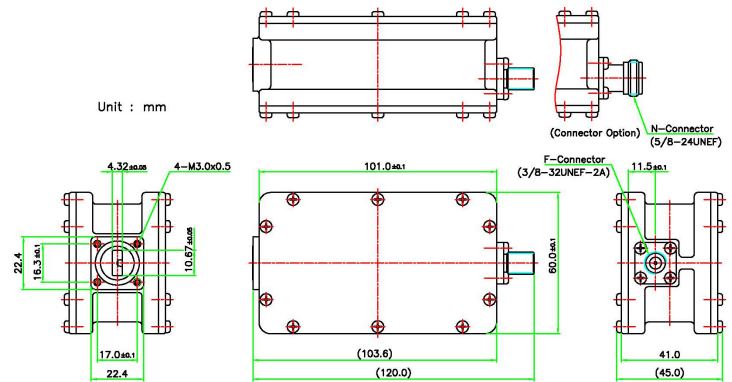 Unit : mm
(Connector Option)
N-Connector
(5/8-24UNEF)
F-Connector
(3/8-32UNEF-2A)
4.32±0.05
4-M3.0x0.5
101.0±0.1
11.5±0.1
22.4
16.3±0.1
10.67±0.05
60.0±0.1
17.0±0.1
22.4
(103.6)
(120.0)
41.0
(45.0)